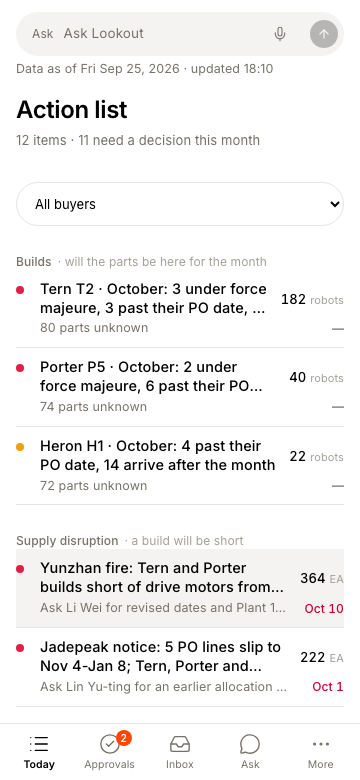 Ask Ask Lookout
Data as of Fri Sep 25, 2026 · updated 18:10
Action list
12 items · 11 need a decision this month
All buyers
Builds · will the parts be here for the month
Tern T2 · October: 3 under force
majeure, 3 past their PO date, ...
182 robots
80 parts unknown
—
Porter P5 · October: 2 under
force majeure, 6 past their PO...
40 robots
74 parts unknown
—
Heron H1 · October: 4 past their
PO date, 14 arrive after the month
22 robots
72 parts unknown
—
Supply disruption · a build will be short
Yunzhan fire: Tern and Porter
builds short of drive motors from...
364 EA
Ask Li Wei for revised dates and Plant 1...
Oct 10
Jadepeak notice: 5 PO lines slip to
Nov 4-Jan 8; Tern, Porter and...
222 EA
Ask Lin Yu-ting for an earlier allocation ...
Oct 1
2
Today Approvals Inbox Ask More